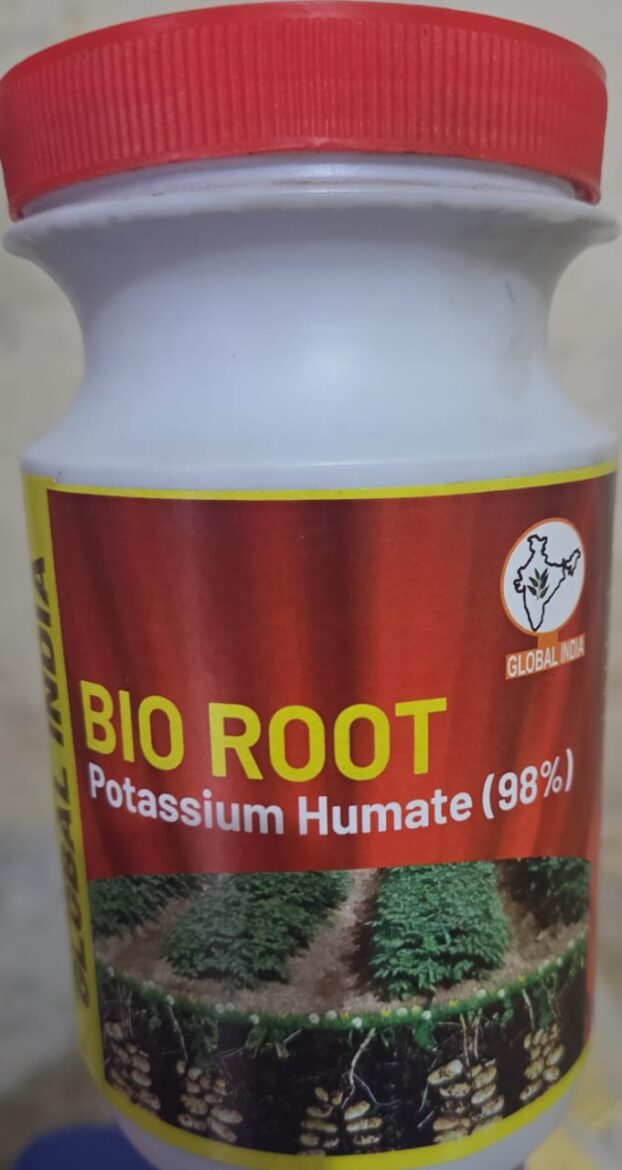 GLOBAL INDIA
GLOBAL INDIA
BIO ROOT
Potassium Humate (98%)